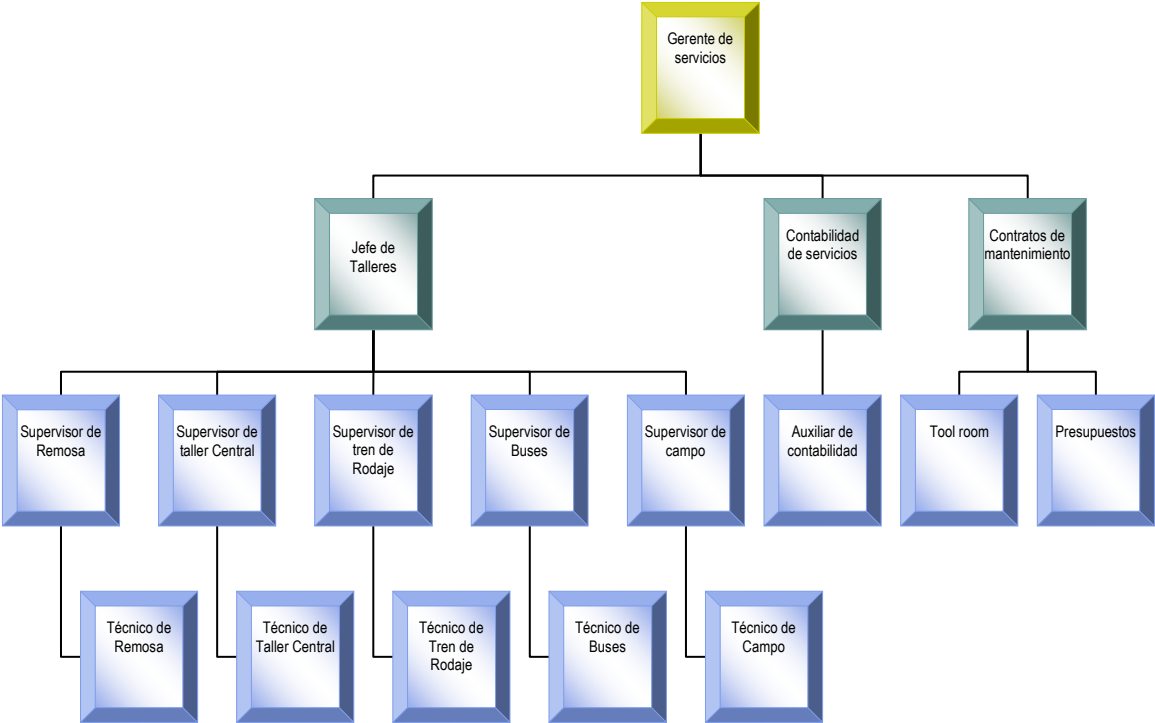 Gerente de
servicios
Jefe de
Talleres
Contabilidad
de servicios
Contratos de
mantenimiento
Supervisor de
Remosa
Supervisor de
taller Central
Supervisor de
tren de
Rodaje
Supervisor de
Buses
Supervisor de
campo
Auxiliar de
contabilidad
Tool room
Presupuestos
Técnico de
Remosa
Técnico de
Taller Central
Técnico de
Tren de
Rodaje
Técnico de
Buses
Técnico de
Campo